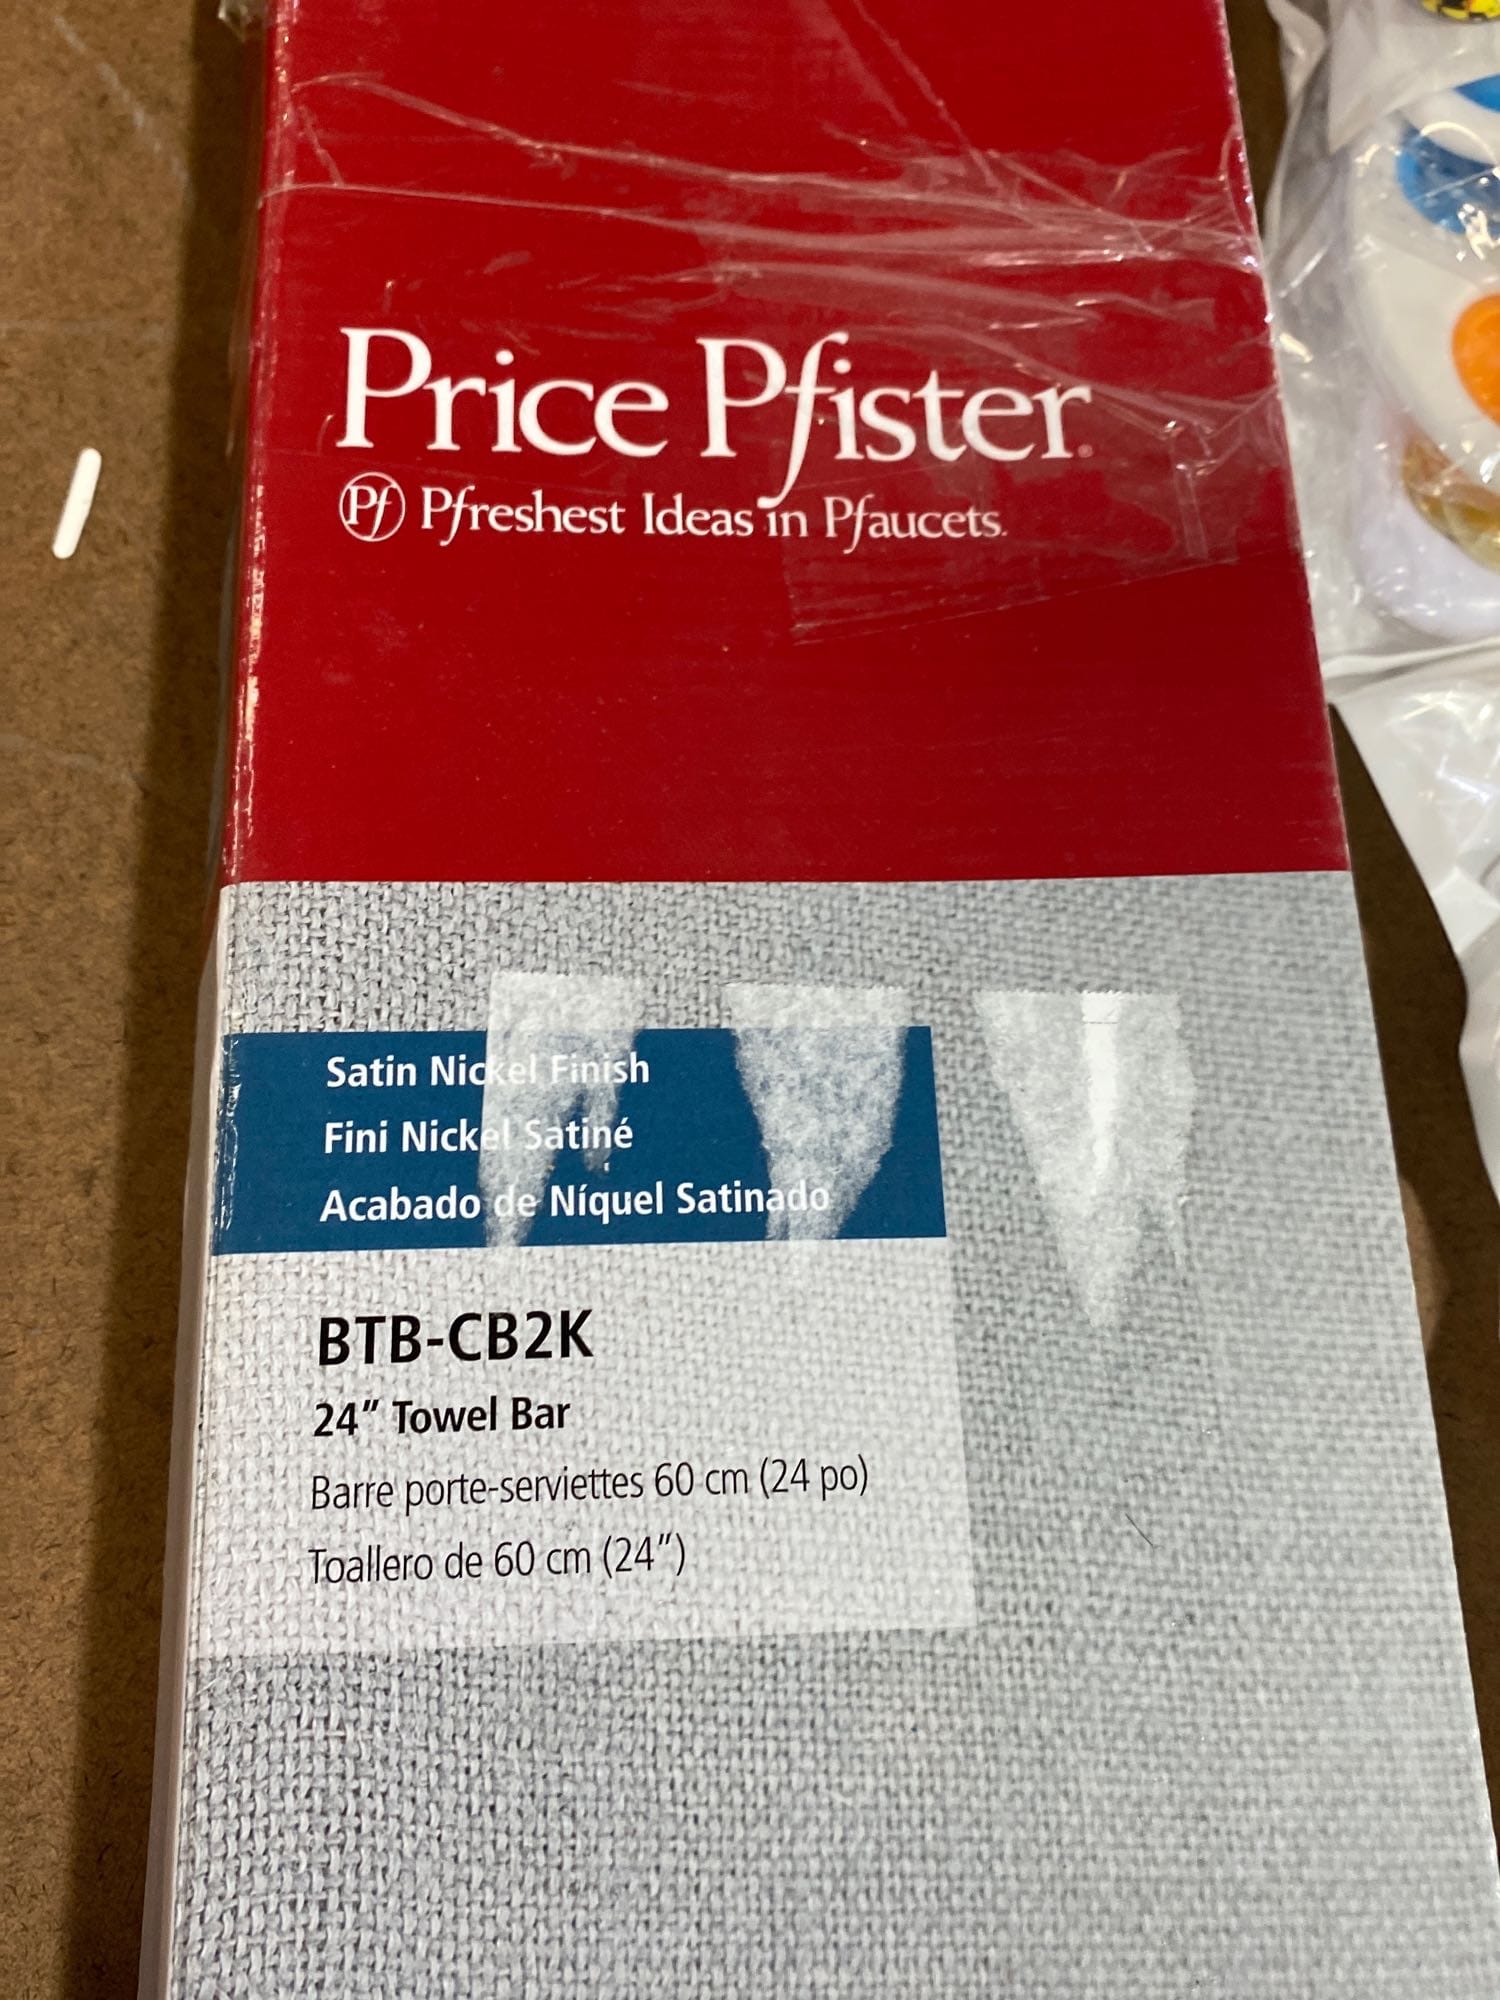 Price Pfister®
Pf Pfreshest Ideas in Pfaucets.
Satin Nickel Finish
Fini Nickel Satiné
Acabado de Níquel Satinado
BTB-CB2K
24" Towel Bar
Barre porte-serviettes 60 cm (24 po)
Toallero de 60 cm (24")